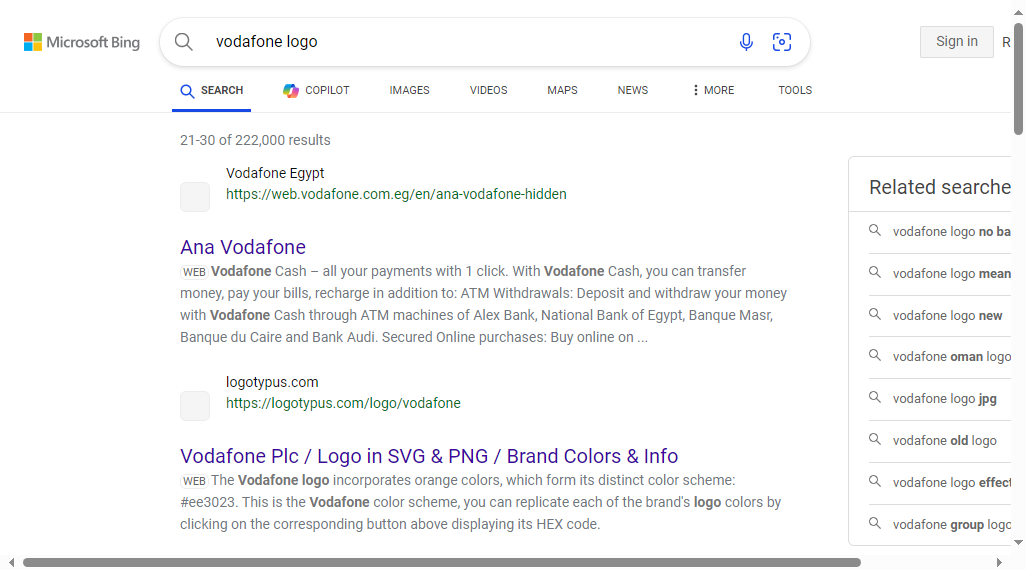 Microsoft Bing
vodafone logo
Sign in
R
SEARCH
COPILOT
IMAGES
VIDEOS
MAPS
NEWS
MORE
TOOLS
21-30 of 222,000 results
Vodafone Egypt
https://web.vodafone.com.eg/en/ana-vodafone-hidden
Ana Vodafone
WEB Vodafone Cash – all your payments with 1 click. With Vodafone Cash, you can transfer
money, pay your bills, recharge in addition to: ATM Withdrawals: Deposit and withdraw your money
with Vodafone Cash through ATM machines of Alex Bank, National Bank of Egypt, Banque Masr,
Banque du Caire and Bank Audi. Secured Online purchases: Buy online on ...
logotypus.com
https://logotypus.com/logo/vodafone
Vodafone Plc / Logo in SVG & PNG / Brand Colors & Info
WEB The Vodafone logo incorporates orange colors, which form its distinct color scheme:
#ee3023. This is the Vodafone color scheme, you can replicate each of the brand's logo colors by
clicking on the corresponding button above displaying its HEX code.
Related searche
vodafone logo no ba
vodafone logo mean
vodafone logo new
vodafone oman logo
vodafone logo jpg
vodafone old logo
vodafone logo effect
vodafone group logo